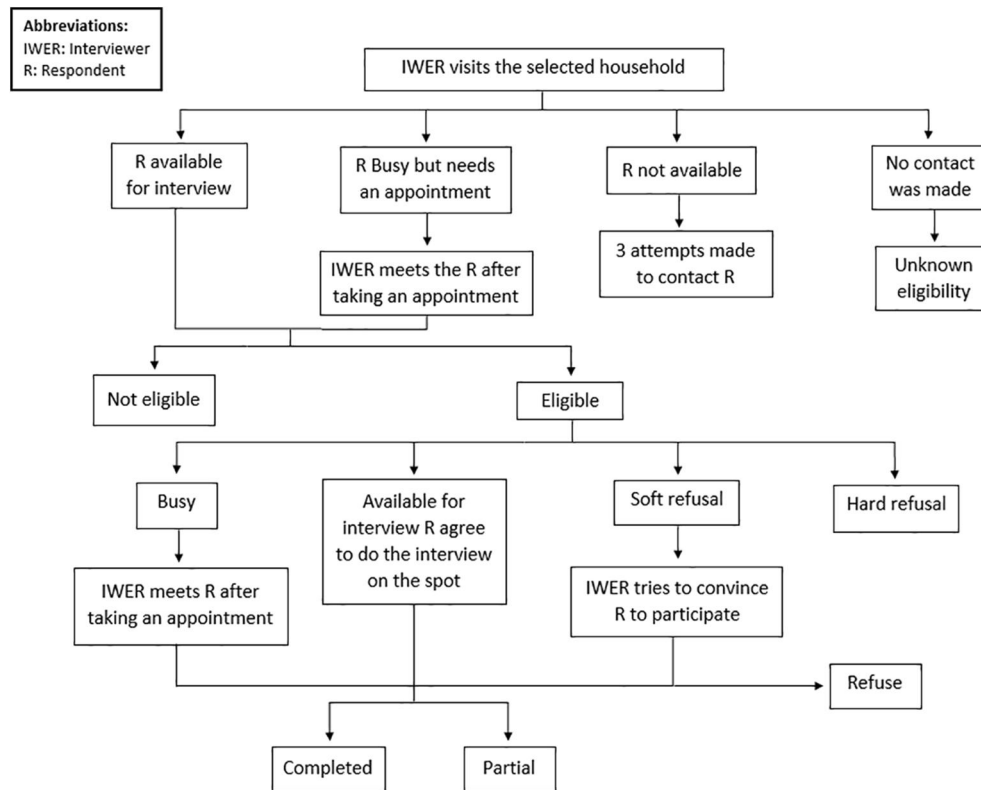 Abbreviations:
IWER: Interviewer
R: Respondent
IWER visits the selected household
R available
for interview
R Busy but needs
an appointment
R not available
No contact
was made
IWER meets the R after
taking an appointment
3 attempts made
to contact R
Unknown
eligibility
Not eligible
Eligible
Busy
Available for
interview R agree
to do the interview
on the spot
Soft refusal
Hard refusal
IWER meets R after
taking an appointment
IWER tries to convince
R to participate
Refuse
Completed
Partial